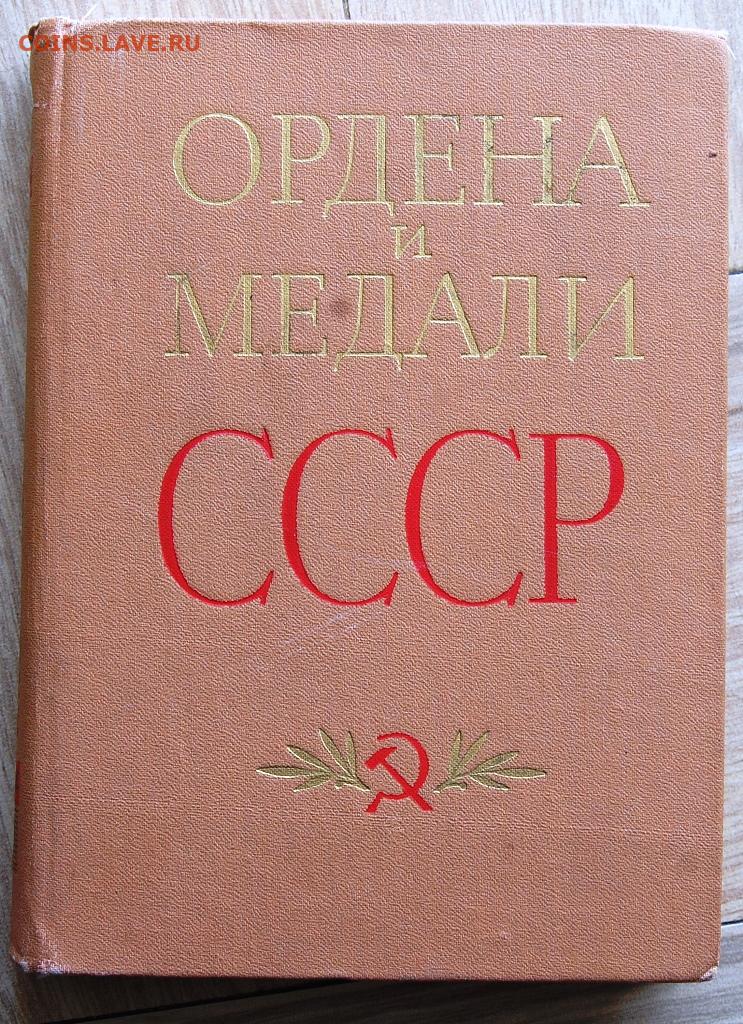 COINS.LAVE.RU
ОРДЕНА
И
МЕДАЛИ
СССР